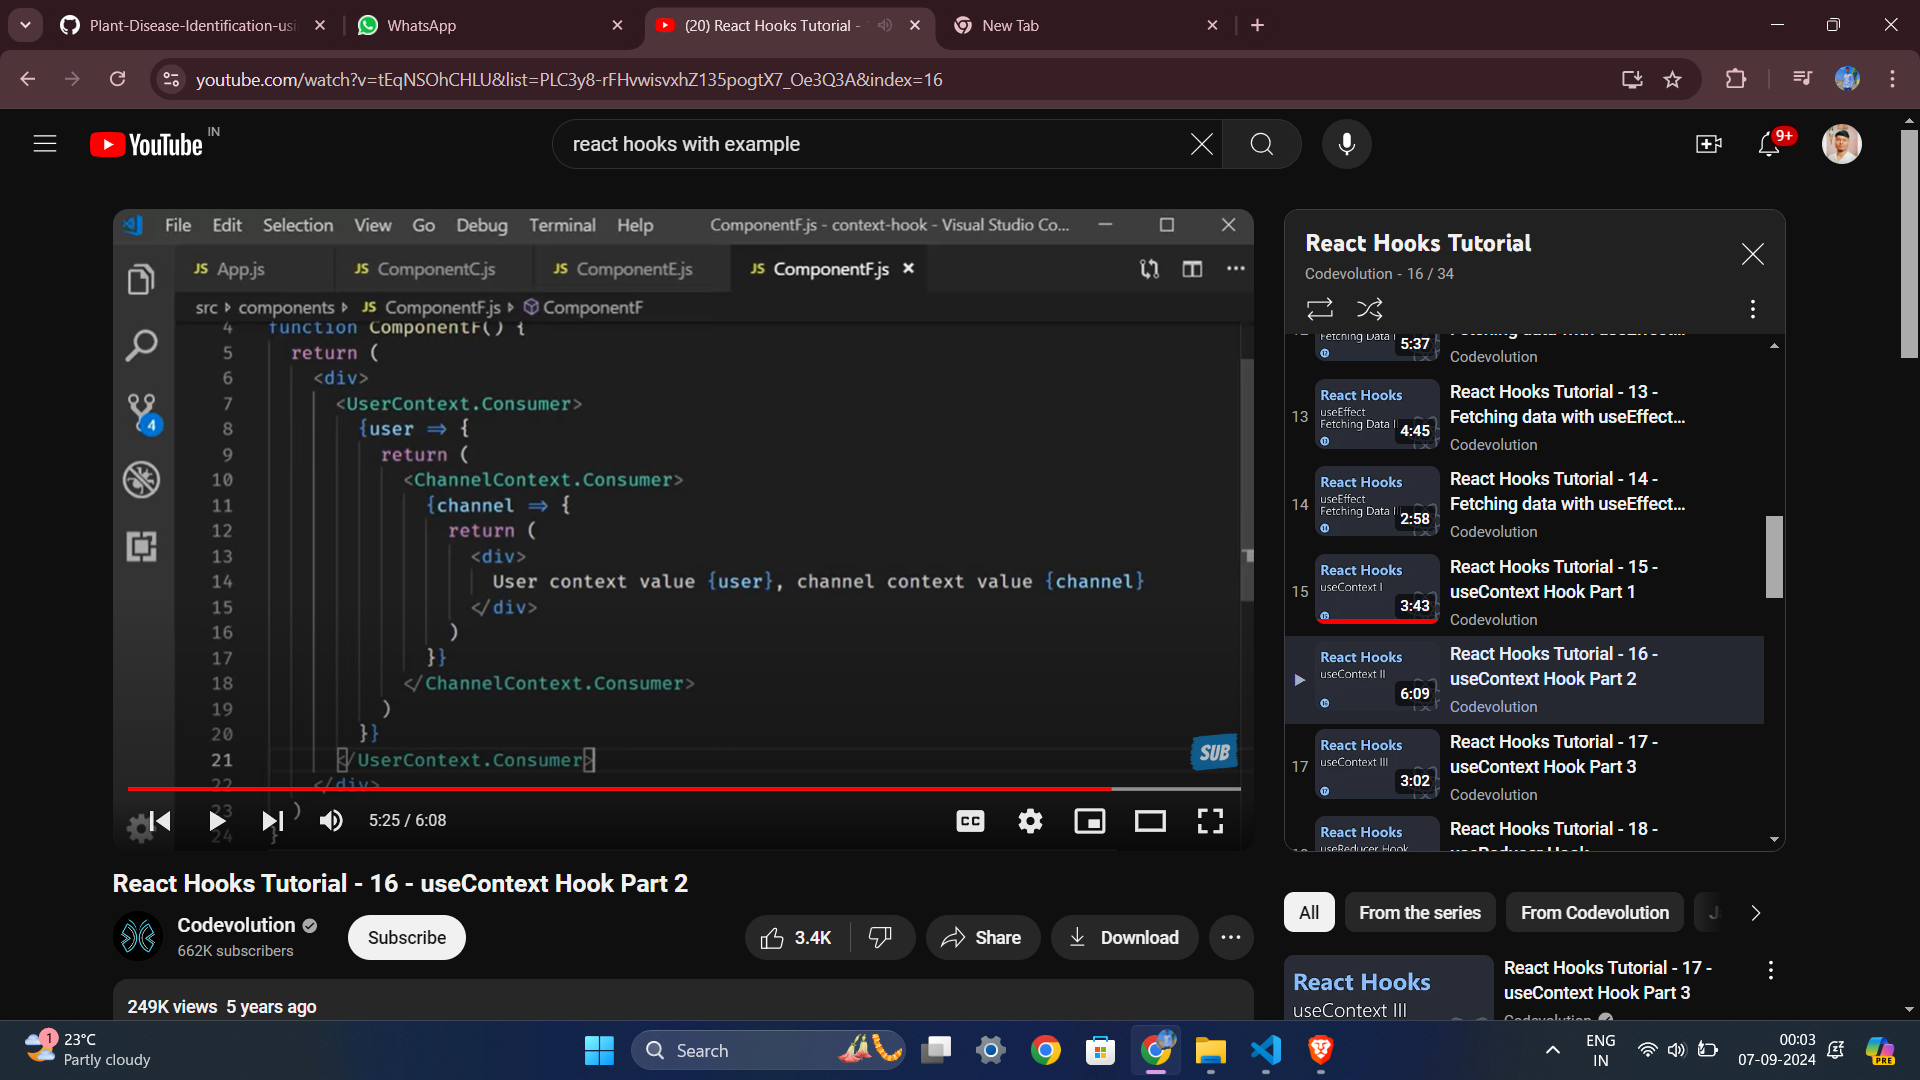 Plant-Disease-Identification-usi
WhatsApp
(20) React Hooks Tutorial -
New Tab
youtube.com/watch?v=tEqNSOhCHLU&list=PLC3y8-rFHvwisvxhZ135pogtX7_Oe3Q3A&index=16
YouTube IN
react hooks with example
9+
File Edit Selection View Go Debug Terminal Help ComponentF.js - context-hook - Visual Studio Co...
JS App.js JS ComponentC.js JS ComponentE.js JS ComponentF.js
src components JS ComponentF.js ComponentF
4 function ComponentF() {
5 return (
6 <div>
7 <UserContext.Consumer>
8 {user => {
9 return (
10 <ChannelContext.Consumer>
11 {channel => {
12 return (
13 <div>
14 User context value {user}, channel context value {channel}
15 </div>
16 )
17 }}
18 </ChannelContext.Consumer>
19 )
20 }}
21 </UserContext.Consumer>
22 </div>
23 )
24 }
4
SUB
5:25 / 6:08
CC
React Hooks Tutorial - 16 - useContext Hook Part 2
Codevolution
662K subscribers
Subscribe
3.4K
Share
Download
249K views 5 years ago
React Hooks Tutorial
Codevolution - 16 / 34
Fetching Data
5:37
Fetching data with useEffect...
Codevolution
13
React Hooks
useEffect
Fetching Data II
4:45
React Hooks Tutorial - 13 -
Fetching data with useEffect...
Codevolution
14
React Hooks
useEffect
Fetching Data III
2:58
React Hooks Tutorial - 14 -
Fetching data with useEffect...
Codevolution
15
React Hooks
useContext I
3:43
React Hooks Tutorial - 15 -
useContext Hook Part 1
Codevolution
React Hooks
useContext II
6:09
React Hooks Tutorial - 16 -
useContext Hook Part 2
Codevolution
17
React Hooks
useContext III
3:02
React Hooks Tutorial - 17 -
useContext Hook Part 3
Codevolution
React Hooks
useReducer Hook
React Hooks Tutorial - 18 -
useReducer Hook
All
From the series
From Codevolution
React Hooks
useContext III
React Hooks Tutorial - 17 -
useContext Hook Part 3
Codevolution
1
23°C
Partly cloudy
Search
ENG
IN
00:03
07-09-2024
PRE